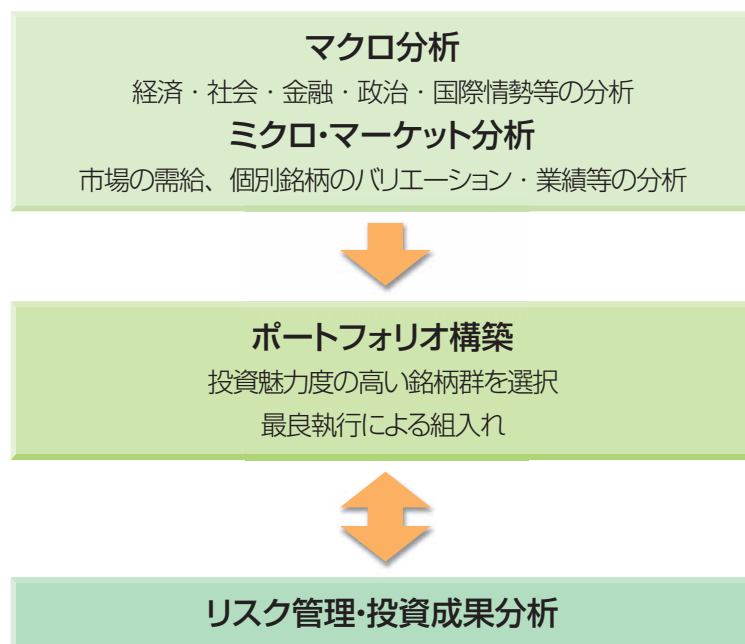 マクロ分析
経済・社会・金融・政治・国際情勢等の分析
ミクロ・マーケット分析
市場の需給、個別銘柄のバリエーション・業績等の分析
ポートフォリオ構築
投資魅力度の高い銘柄群を選択
最良執行による組入れ
リスク管理・投資成果分析